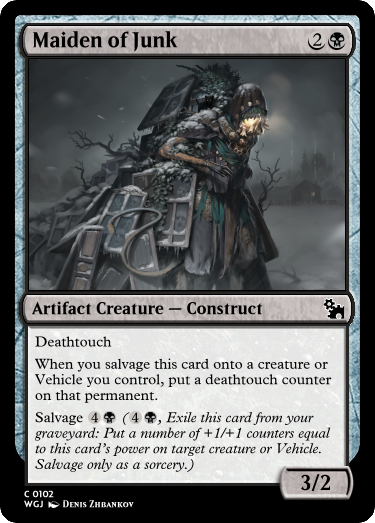 Maiden of Junk 2
Artifact Creature — Construct
Deathtouch
When you salvage this card onto a creature or
Vehicle you control, put a deathtouch counter
on that permanent.
Salvage 4 ( 4 , Exile this card from your
graveyard: Put a number of +1/+1 counters equal
to this card's power on target creature or Vehicle.
Salvage only as a sorcery.)
3/2
C 0102
WGJ Denis Zhbankov